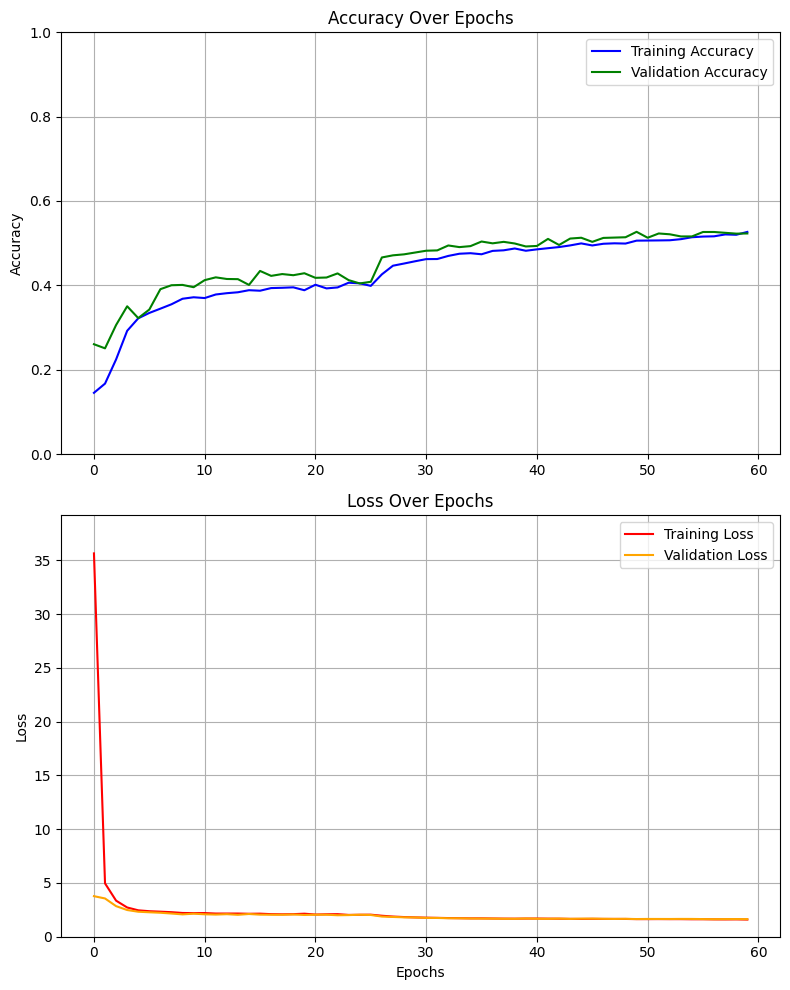 Accuracy Over Epochs
1.0
0.8
0.6
0.4
0.2
0.0
Accuracy
Training Accuracy
Validation Accuracy
0 10 20 30 40 50 60
Loss Over Epochs
35
30
25
20
15
10
5
0
Loss
Training Loss
Validation Loss
0 10 20 30 40 50 60
Epochs